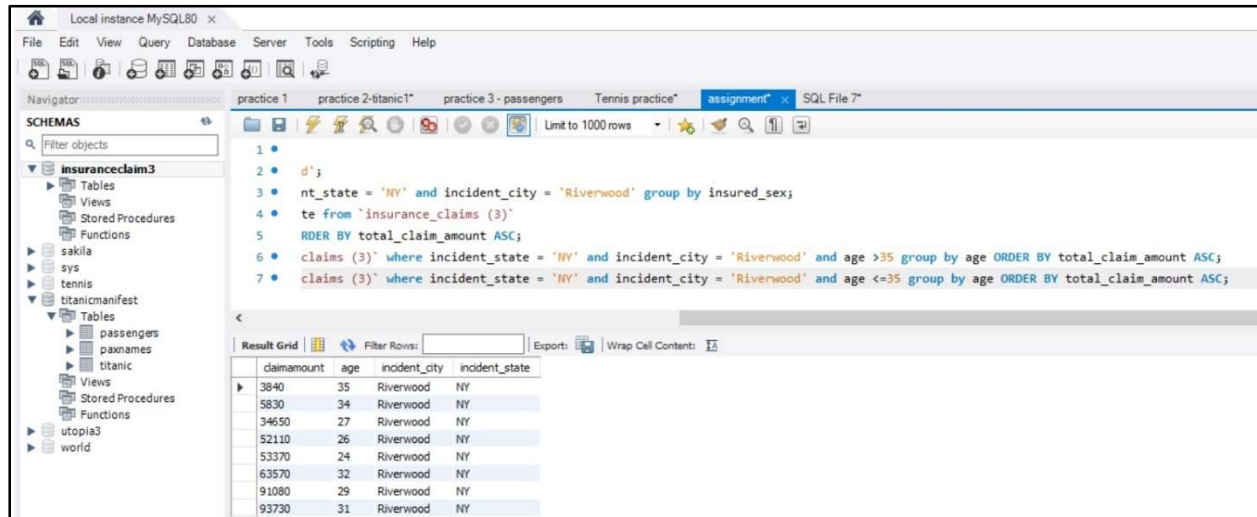 Local instance MySQL80 ×
File Edit View Query Database Server Tools Scripting Help
Navigator
SCHEMAS
Filter objects
insuranceclaim3
Tables
Views
Stored Procedures
Functions
sakila
sys
tennis
titanicmanifest
Tables
passengers
paxnames
titanic
Views
Stored Procedures
Functions
utopia3
world
practice 1 practice 2-titanic1* practice 3 - passengers Tennis practice* assignment* × SQL File 7*
Limit to 1000 rows
1
2 d';
3 nt_state = 'NY' and incident_city = 'Riverwood' group by insured_sex;
4 te from `insurance_claims (3)`
5 RDER BY total_claim_amount ASC;
6 claims (3)` where incident_state = 'NY' and incident_city = 'Riverwood' and age >35 group by age ORDER BY total_claim_amount ASC;
7 claims (3)` where incident_state = 'NY' and incident_city = 'Riverwood' and age <=35 group by age ORDER BY total_claim_amount ASC;
Result Grid Filter Rows: Export: Wrap Cell Content:
claimamount age incident_city incident_state
3840 35 Riverwood NY
5830 34 Riverwood NY
34650 27 Riverwood NY
52110 26 Riverwood NY
53370 24 Riverwood NY
63570 32 Riverwood NY
91080 29 Riverwood NY
93730 31 Riverwood NY